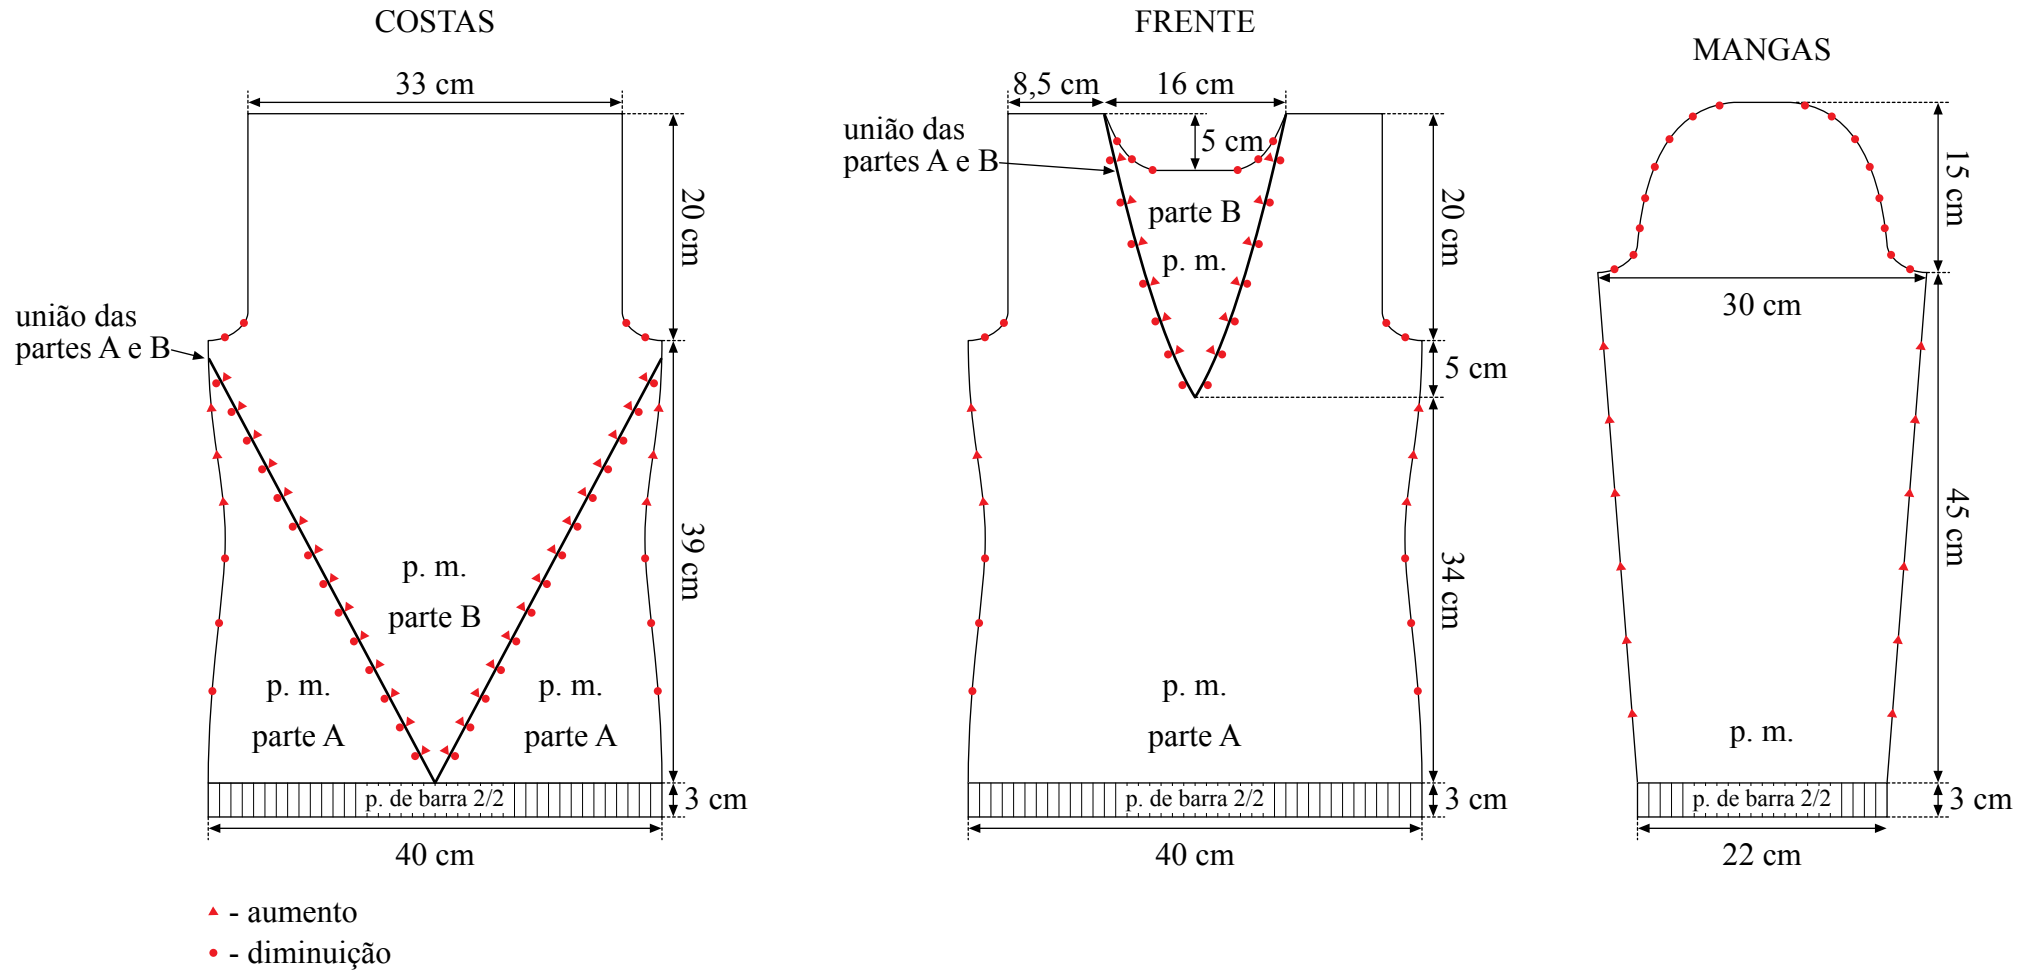 COSTAS
33 cm
20 cm
união das
partes A e B
39 cm
p. m.
parte B
p. m.
parte A
p. m.
parte A
p. de barra 2/2
3 cm
40 cm
- aumento
- diminuição
FRENTE
8,5 cm
16 cm
união das
partes A e B
5 cm
20 cm
parte B
p. m.
5 cm
34 cm
p. m.
parte A
p. de barra 2/2
3 cm
40 cm
MANGAS
15 cm
30 cm
45 cm
p. m.
p. de barra 2/2
3 cm
22 cm